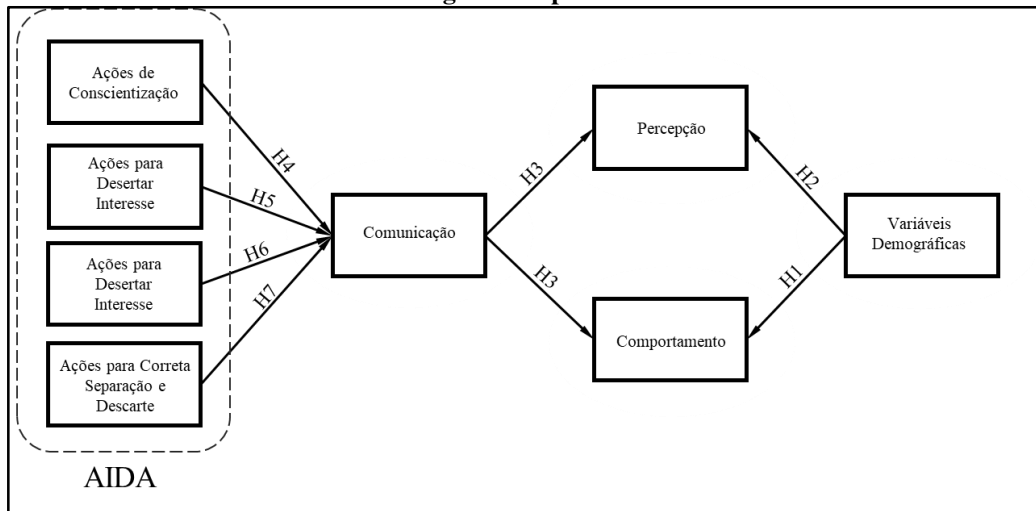 Ações de
Conscientização
Ações para
Desertar
Interesse
Ações para
Desertar
Interesse
Ações para Correta
Separação e
Descarte
AIDA
H4
H5
H6
H7
Comunicação
H3
H3
Percepção
Comportamento
H2
H1
Variáveis
Demográficas